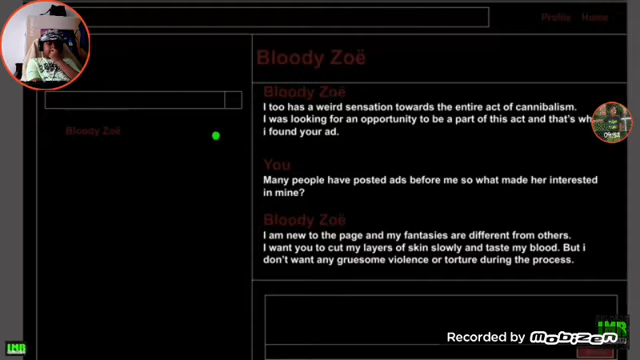 Profile Home
Bloody Zoë
Bloody Zoë
I too has a weird sensation towards the entire act of cannibalism.
I was looking for an opportunity to be a part of this act and that's
i found your ad.
09:52
Bloody Zoë
You
Many people have posted ads before me so what made her interested
in mine?
Bloody Zoë
I am new to the page and my fantasies are different from others.
I want you to cut my layers of skin slowly and taste my blood. But i
don't want any gruesome violence or torture during the process.
Recorded by Mobizen